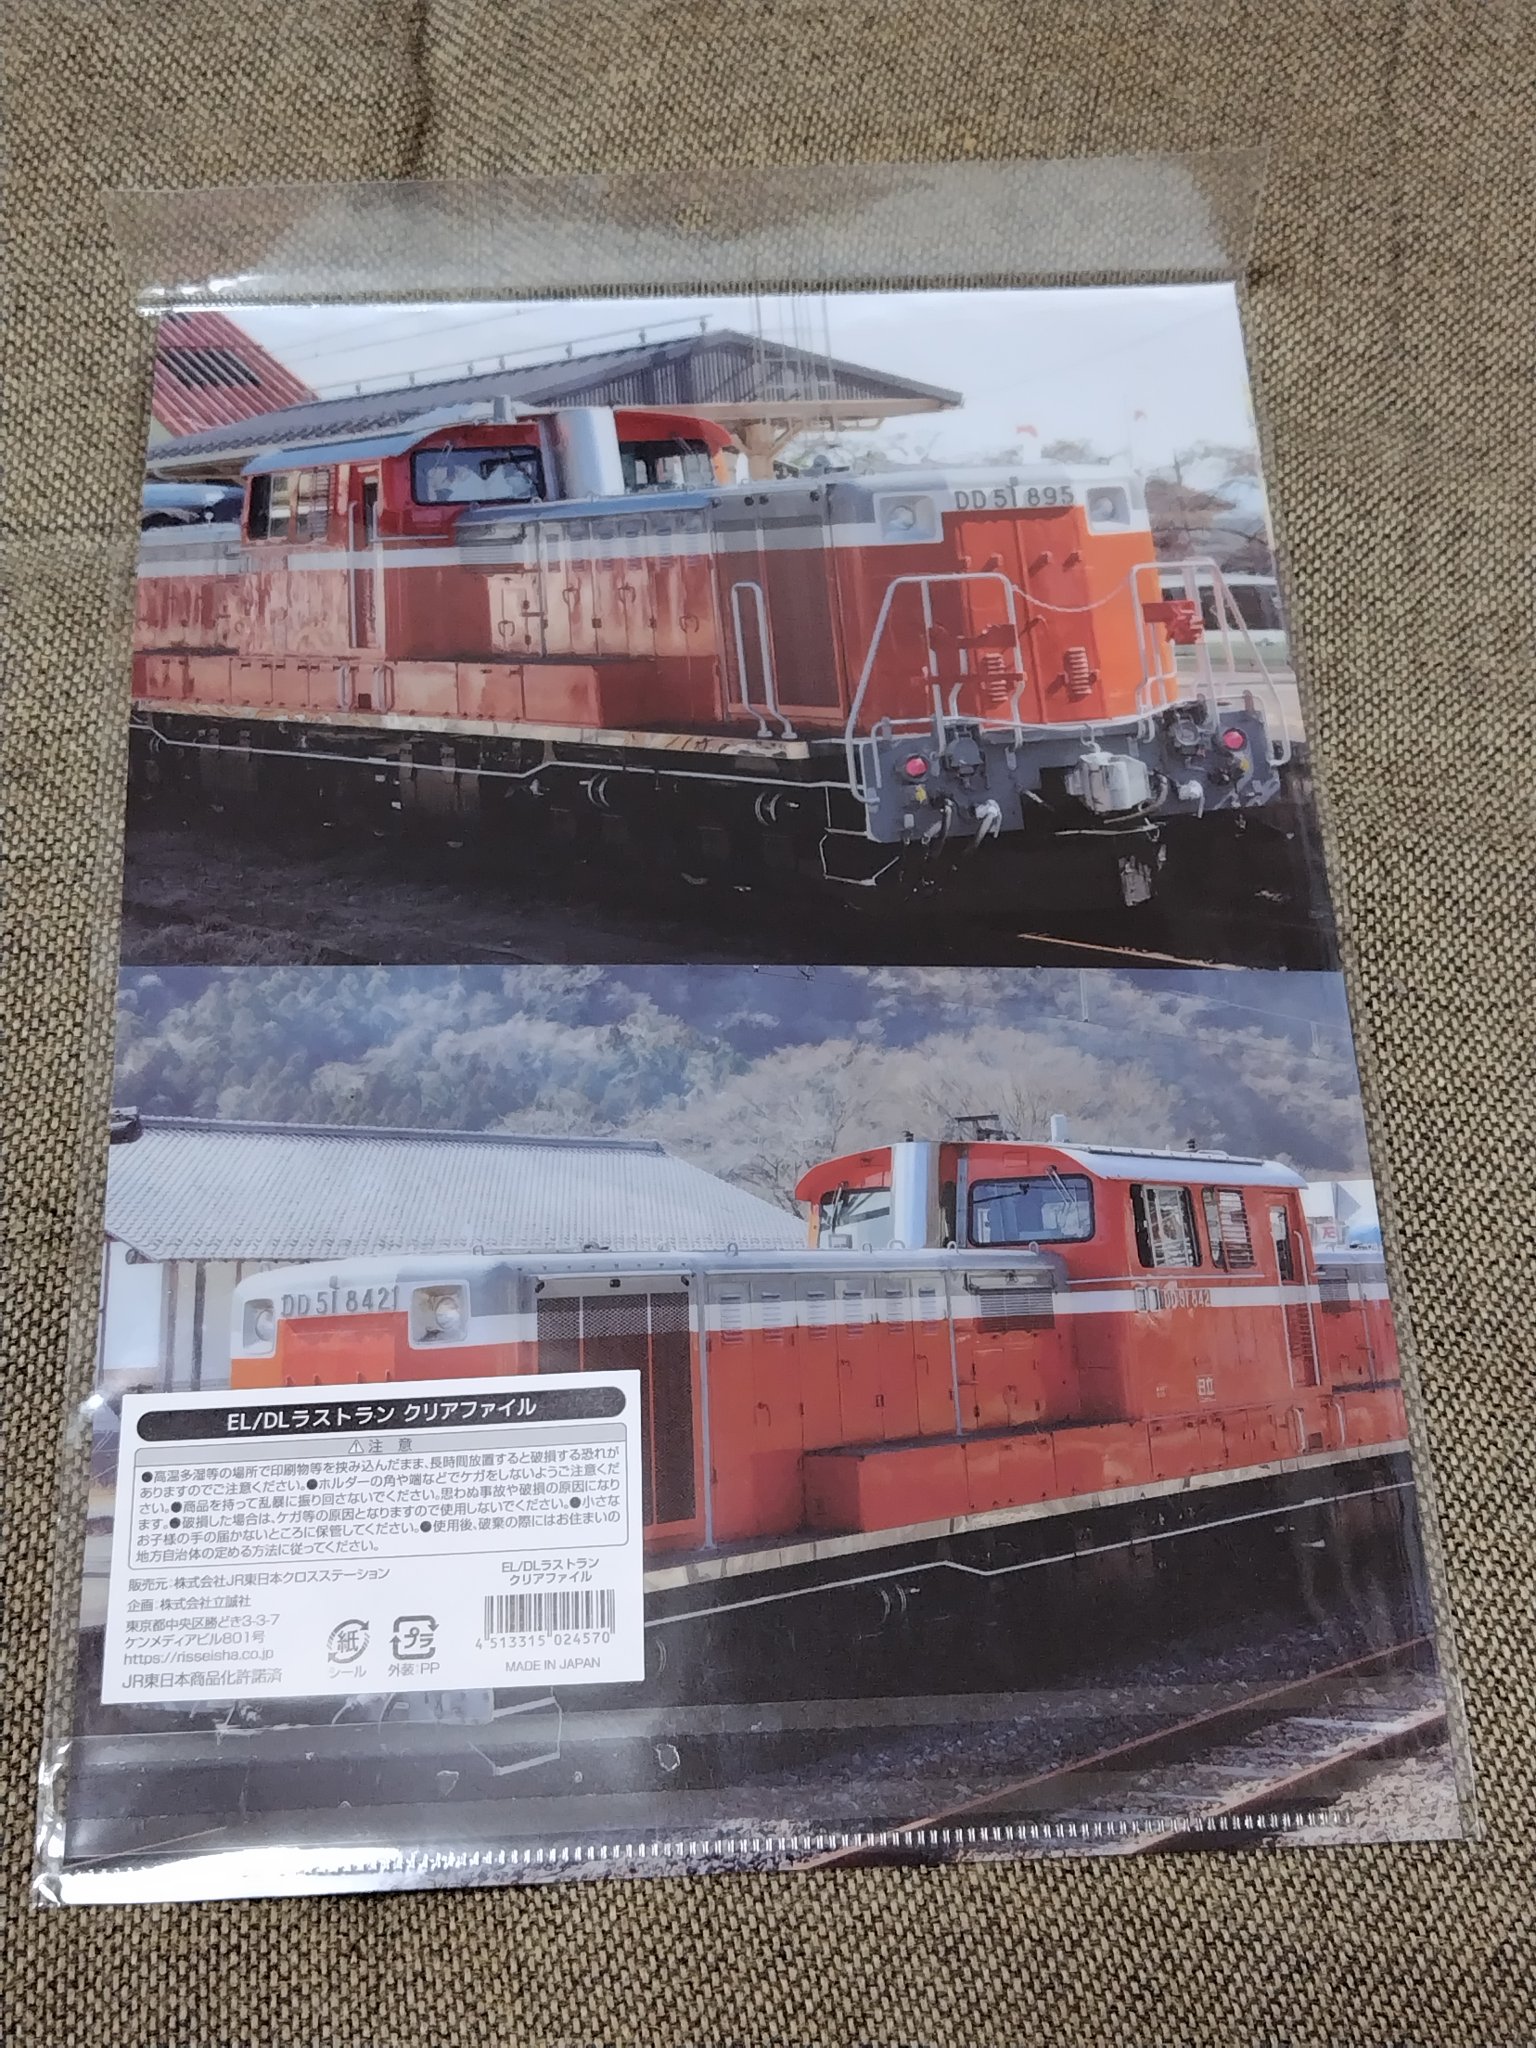 DD51 895
DD51 842
DD51 842
日立
EL/DLラストラン クリアファイル
注 意
●高温多湿等の場所で印刷物等を挟み込んだまま、長時間放置すると破損する恐れが
ありますのでご注意ください。●ホルダーの角や端などでケガをしないようご注意くだ
さい。●商品を持って乱暴に振り回さないでください。思わぬ事故や破損の原因になり
ます。●破損した場合は、ケガ等の原因となりますので使用しないでください。●小さな
お子様の手の届かないところに保管してください。●使用後、破棄の際にはお住まいの
地方自治体の定める方法に従ってください。
販売元:株式会社JR東日本クロスステーション
企画:株式会社立誠社
東京都中央区勝どき3-3-7
ケンメディアビル801号
https://risseisha.co.jp
JR東日本商品化許諾済
紙
シール
プラ
外装:PP
EL/DLラストラン
クリアファイル
4 513315 024570
MADE IN JAPAN